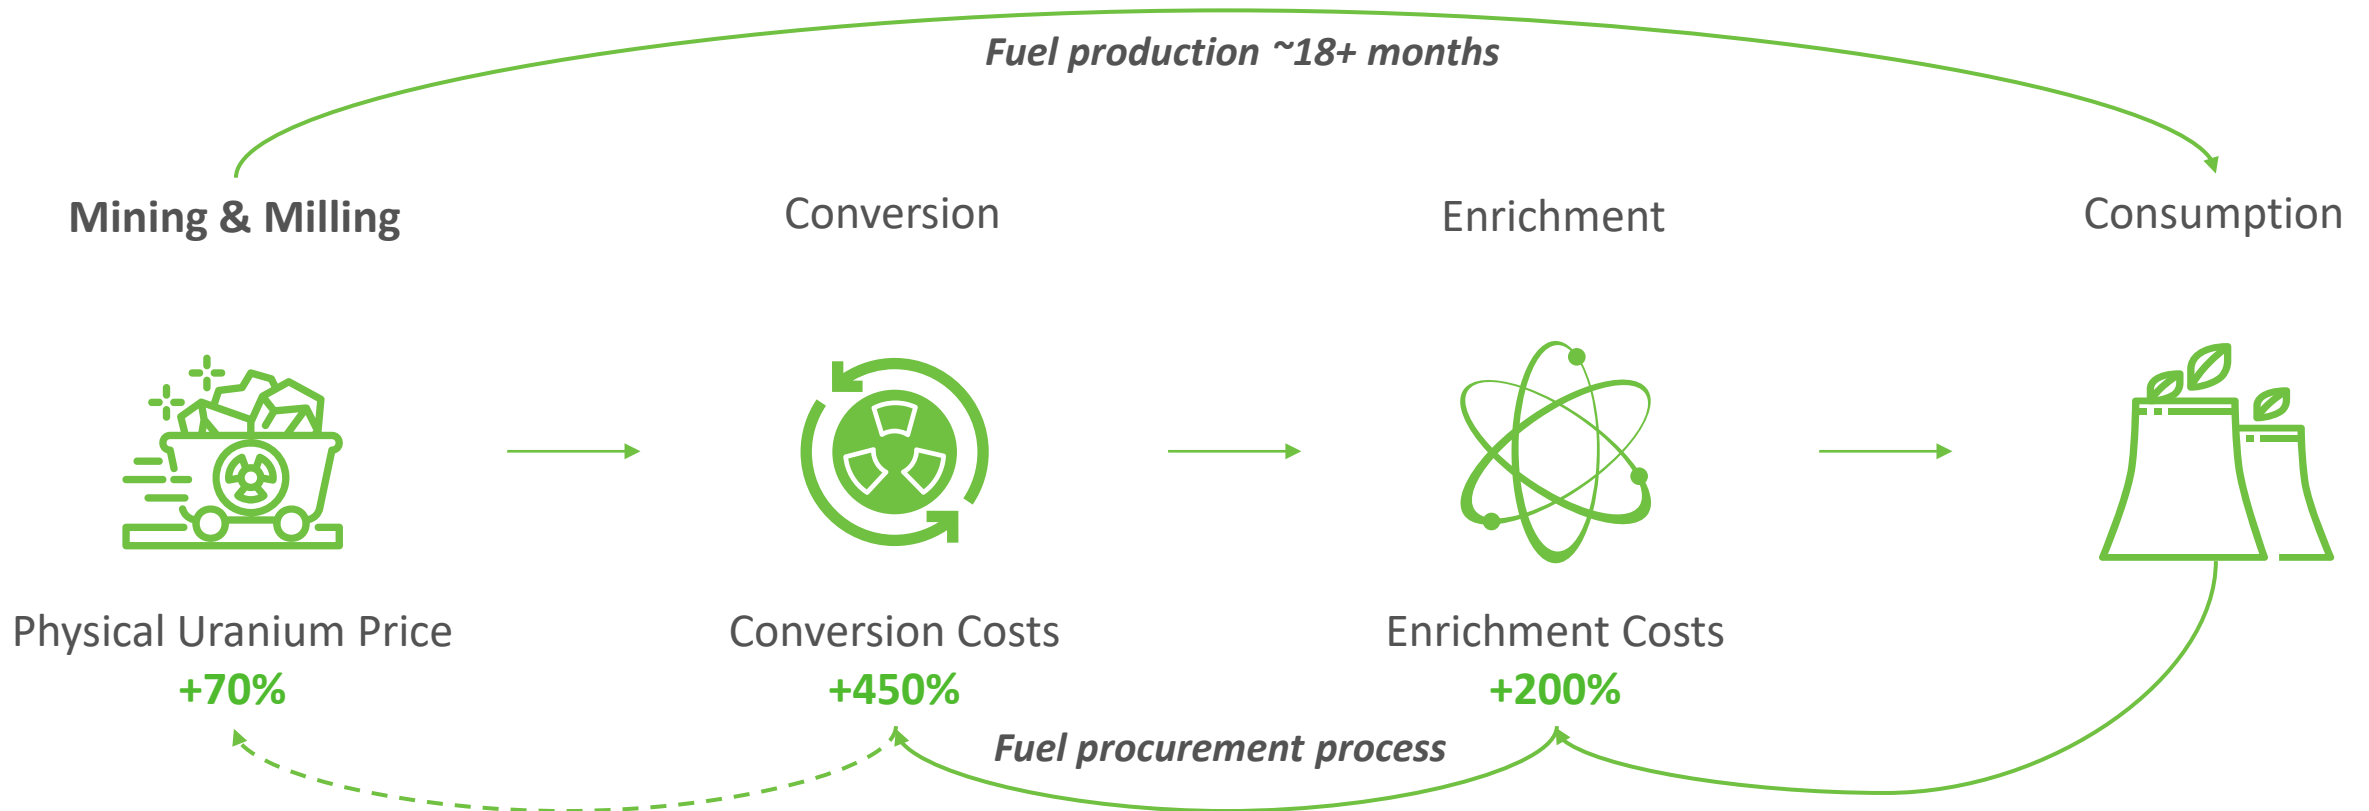 Fuel production ~18+ months
Mining & Milling
Conversion
Enrichment
Consumption
Physical Uranium Price
+70%
Conversion Costs
+450%
Enrichment Costs
+200%
Fuel procurement process